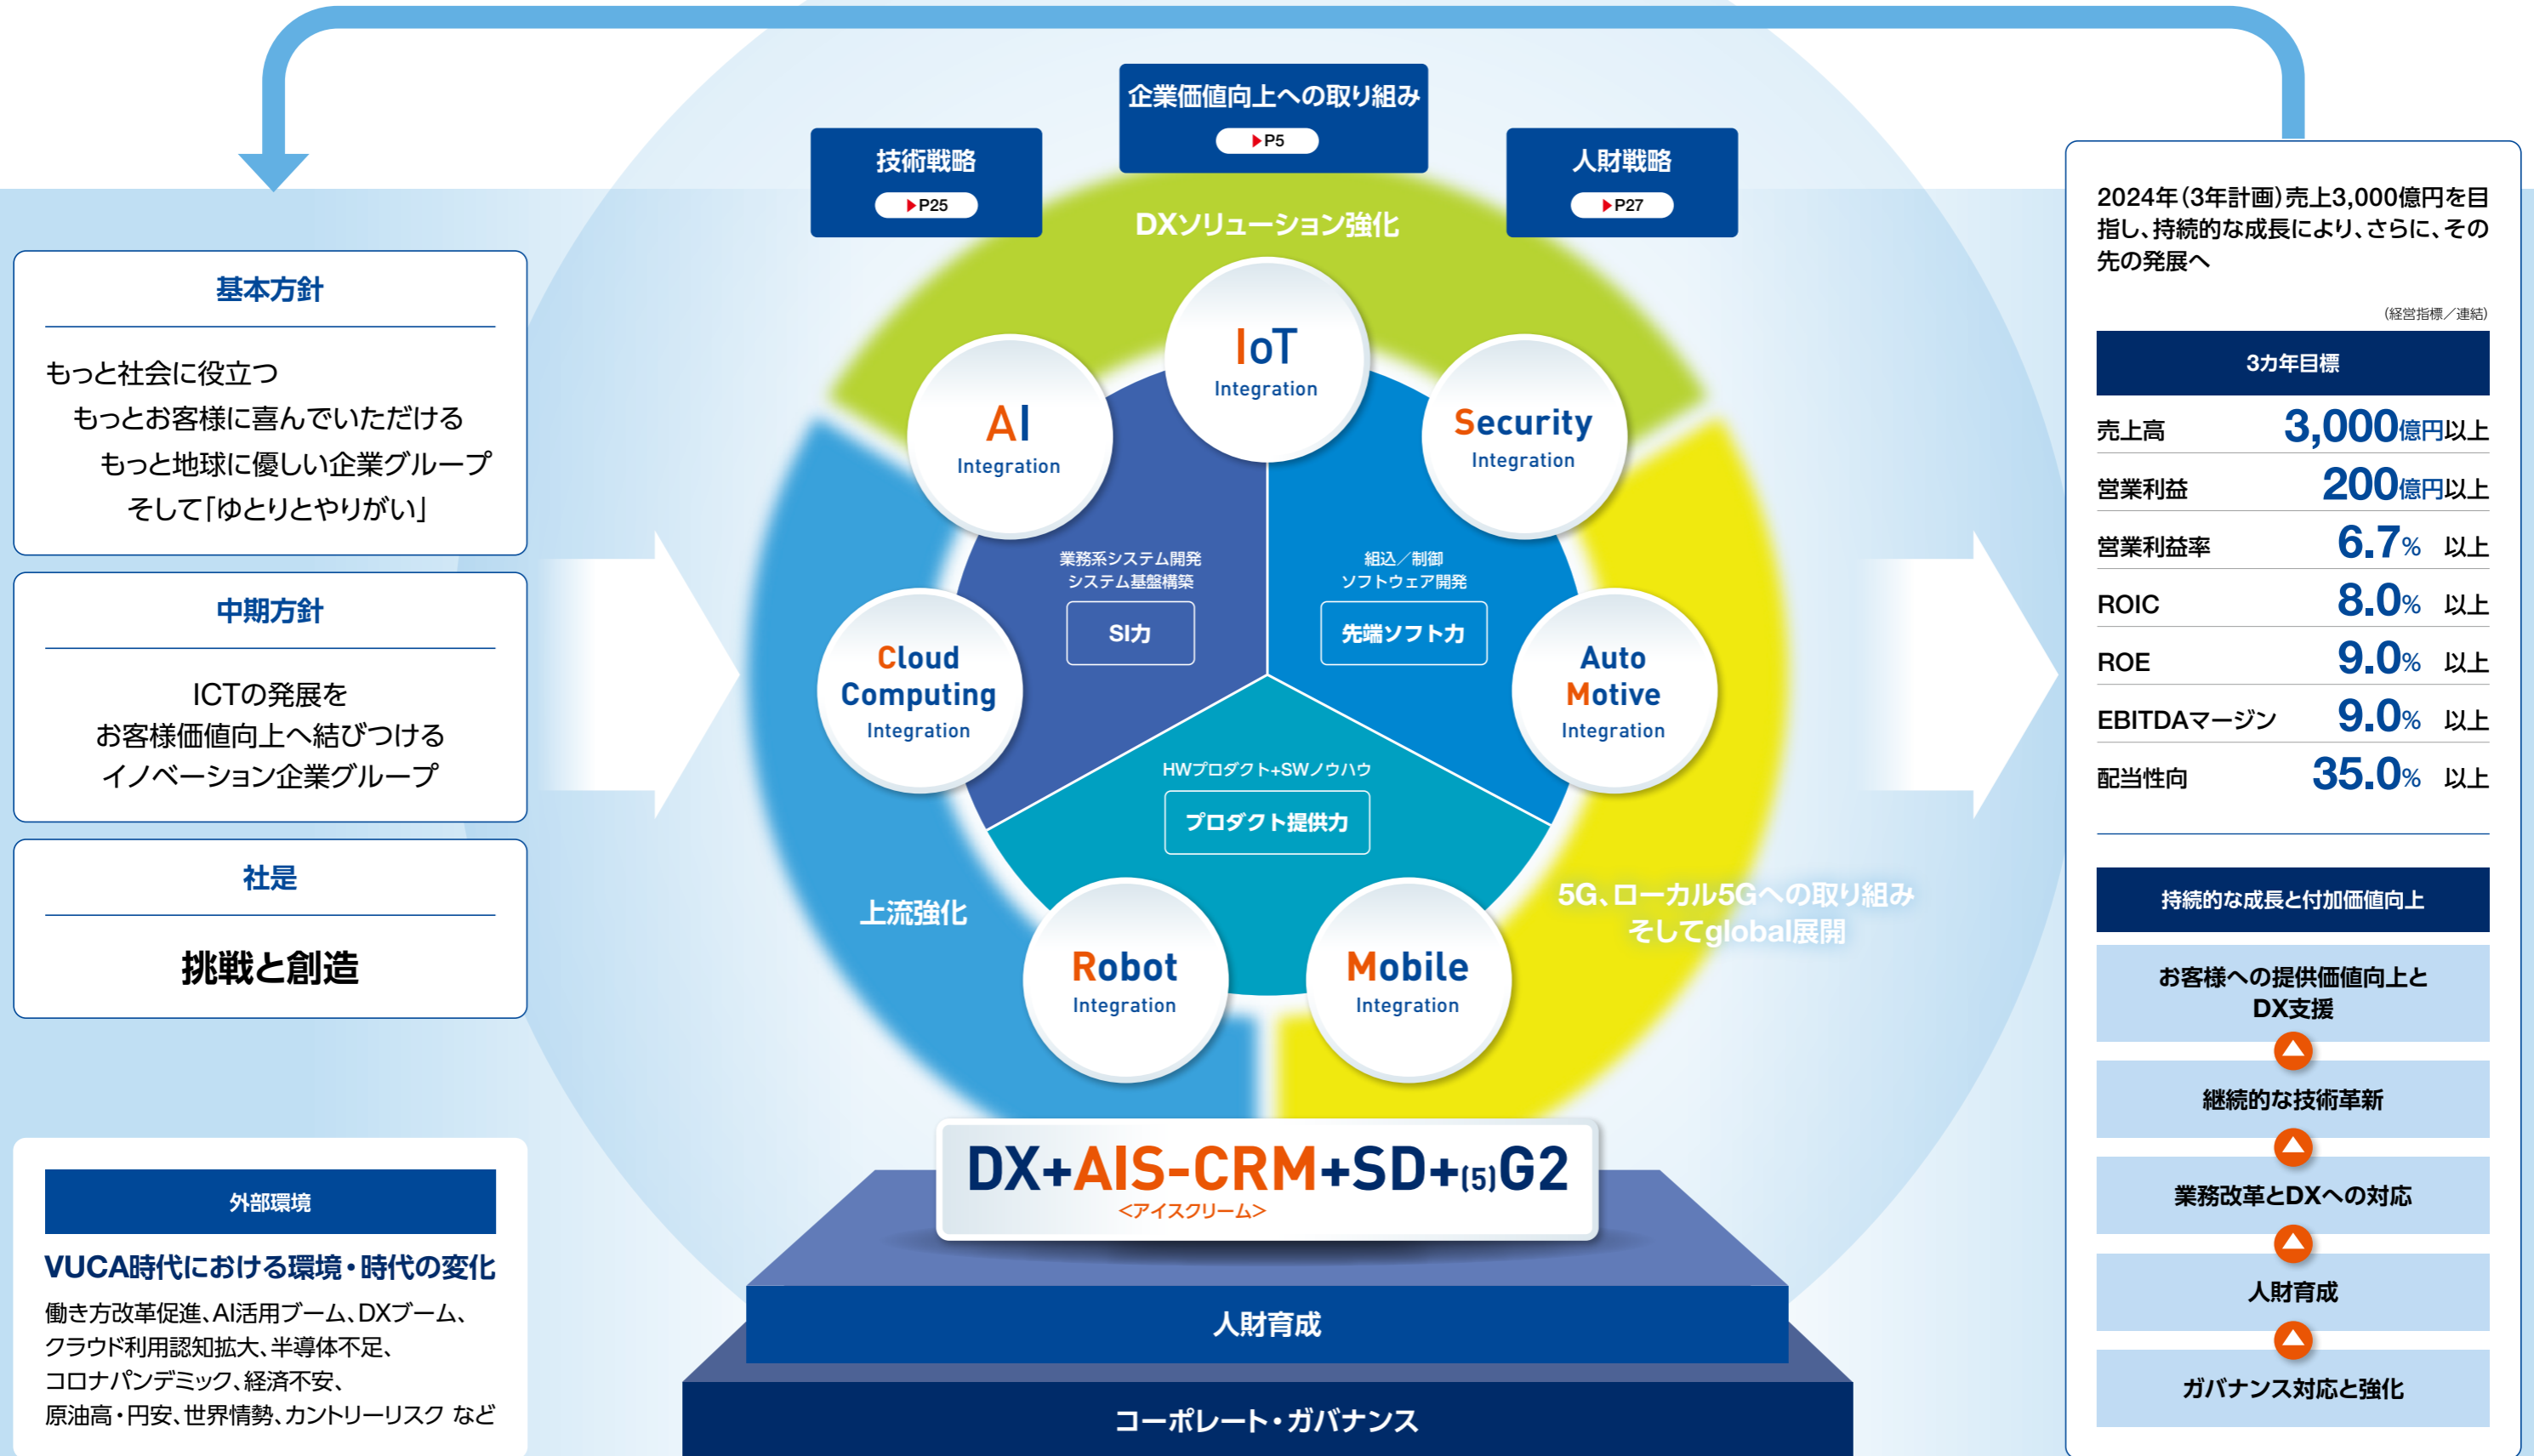 基本方針
もっと社会に役立つ
もっとお客様に喜んでいただける
もっと地球に優しい企業グループ
そして「ゆとりとやりがい」
中期方針
ICTの発展を
お客様価値向上へ結びつける
イノベーション企業グループ
社是
挑戦と創造
外部環境
VUCA時代における環境・時代の変化
働き方改革促進、AI活用ブーム、DXブーム、
クラウド利用認知拡大、半導体不足、
コロナパンデミック、経済不安、
原油高・円安、世界情勢、カントリーリスク など
技術戦略
▶P25
企業価値向上への取り組み
▶P5
人財戦略
▶P27
DXソリューション強化
IoT
Integration
AI
Integration
Security
Integration
業務系システム開発
システム基盤構築
SI力
組込／制御
ソフトウェア開発
先端ソフト力
Cloud
Computing
Integration
Auto
Motive
Integration
HWプロダクト+SWノウハウ
プロダクト提供力
上流強化
5G、ローカル5Gへの取り組み
そしてglobal展開
Robot
Integration
Mobile
Integration
DX+AIS-CRM+SD+(5)G2
<アイスクリーム>
人財育成
コーポレート・ガバナンス
2024年(3年計画)売上3,000億円を目
指し、持続的な成長により、さらに、その
先の発展へ
(経営指標／連結)
3カ年目標
売上高 3,000億円以上
営業利益 200億円以上
営業利益率 6.7% 以上
ROIC 8.0% 以上
ROE 9.0% 以上
EBITDAマージン 9.0% 以上
配当性向 35.0% 以上
持続的な成長と付加価値向上
お客様への提供価値向上と
DX支援
継続的な技術革新
業務改革とDXへの対応
人財育成
ガバナンス対応と強化